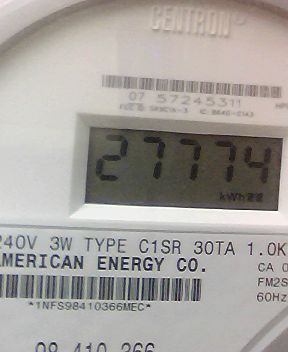 CENTRON®
07 57245311
27774
kWh
240V 3W TYPE C1SR 30TA 1.0K
AMERICAN ENERGY CO.
CA 0
FM2S
60Hz
*1NFS98410366MEC*
98 410 366